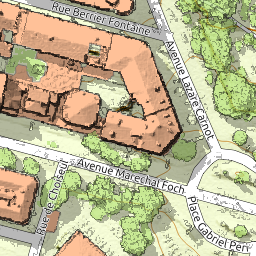 Rue Berrier Fontaine
Avenue Lazare Carnot
Avenue Maréchal Foch
Rue de Choiseul
Place Gabriel Péri